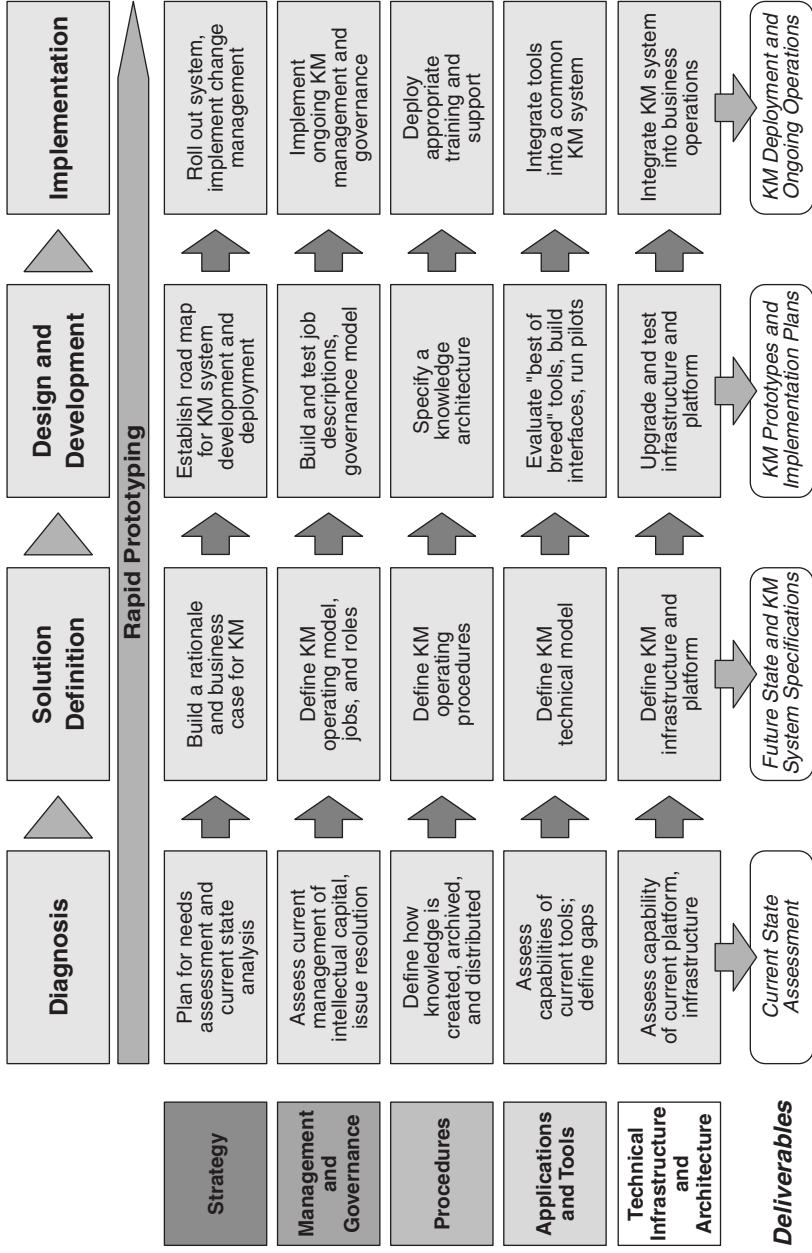 Diagnosis
Solution
Definition
Design and
Development
Implementation
Rapid Prototyping
Strategy
Plan for needs
assessment and
current state
analysis
Build a rationale
and business
case for KM
Establish road map
for KM system
development and
deployment
Roll out system,
implement change
management
Management
and
Governance
Assess current
management of
intellectual capital,
issue resolution
Define KM
operating model,
jobs, and roles
Build and test job
descriptions,
governance model
Implement
ongoing KM
management and
governance
Procedures
Define how
knowledge is
created, archived,
and distributed
Define KM
operating
procedures
Specify a
knowledge
architecture
Deploy
appropriate
training and
support
Applications
and Tools
Assess
capabilities of
current tools;
define gaps
Define KM
technical model
Evaluate "best of
breed" tools, build
interfaces, run pilots
Integrate tools
into a common
KM system
Technical
Infrastructure
and
Architecture
Assess capability
of current platform,
infrastructure
Define KM
infrastructure and
platform
Upgrade and test
infrastructure and
platform
Integrate KM system
into business
operations
Deliverables
Current State
Assessment
Future State and KM
System Specifications
KM Prototypes and
Implementation Plans
KM Deployment and
Ongoing Operations